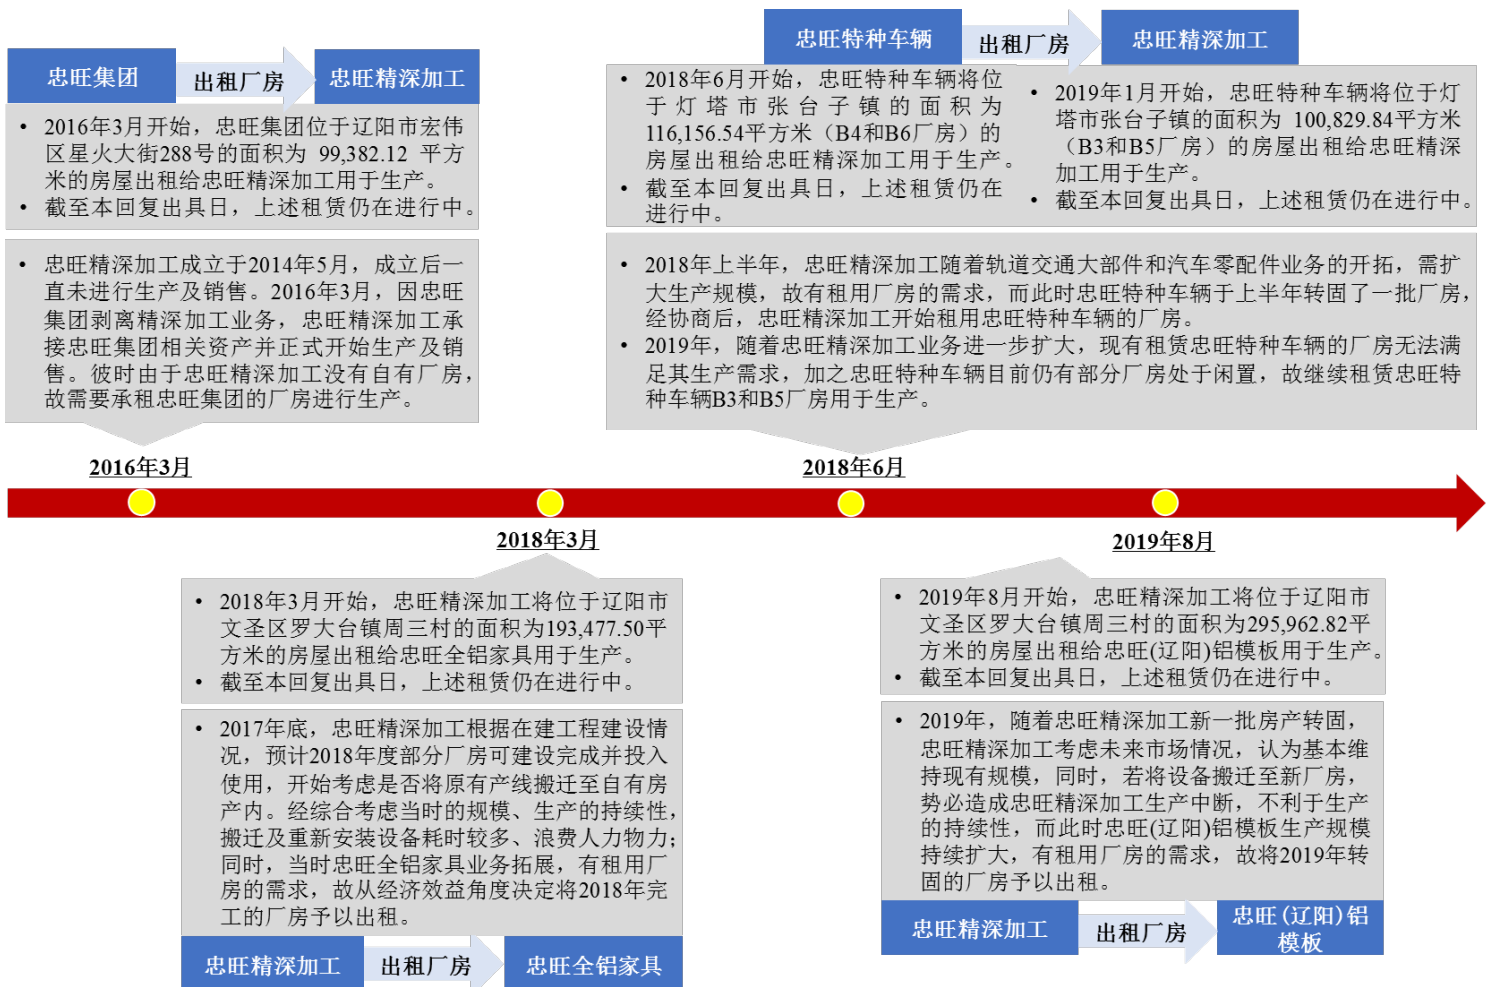 忠旺集团
出租厂房
忠旺精深加工
• 2016年3月开始，忠旺集团位于辽阳市宏伟
区星火大街288号的面积为 99,382.12 平方
米的房屋出租给忠旺精深加工用于生产。
• 截至本回复出具日，上述租赁仍在进行中。
• 忠旺精深加工成立于2014年5月，成立后一
直未进行生产及销售。2016年3月，因忠旺
集团剥离精深加工业务，忠旺精深加工承
接忠旺集团相关资产并正式开始生产及销
售。彼时由于忠旺精深加工没有自有厂房，
故需要承租忠旺集团的厂房进行生产。
2016年3月
忠旺特种车辆
出租厂房
忠旺精深加工
• 2018年6月开始，忠旺特种车辆将位
于灯塔市张台子镇的面积为
116,156.54平方米（B4和B6厂房）的
房屋出租给忠旺精深加工用于生产。
• 截至本回复出具日，上述租赁仍在
进行中。
• 2019年1月开始，忠旺特种车辆将位于灯
塔市张台子镇的面积为 100,829.84平方米
（B3和B5厂房）的房屋出租给忠旺精深
加工用于生产。
• 截至本回复出具日，上述租赁仍在进行中。
• 2018年上半年，忠旺精深加工随着轨道交通大部件和汽车零配件业务的开拓，需扩
大生产规模，故有租用厂房的需求，而此时忠旺特种车辆于上半年转固了一批厂房，
经协商后，忠旺精深加工开始租用忠旺特种车辆的厂房。
• 2019年，随着忠旺精深加工业务进一步扩大，现有租赁忠旺特种车辆的厂房无法满
足其生产需求，加之忠旺特种车辆目前仍有部分厂房处于闲置，故继续租赁忠旺特
种车辆B3和B5厂房用于生产。
2018年6月
2018年3月
• 2018年3月开始，忠旺精深加工将位于辽阳市
文圣区罗大台镇周三村的面积为193,477.50平
方米的房屋出租给忠旺全铝家具用于生产。
• 截至本回复出具日，上述租赁仍在进行中。
• 2017年底，忠旺精深加工根据在建工程建设情
况，预计2018年度部分厂房可建设完成并投入
使用，开始考虑是否将原有产线搬迁至自有房
产内。经综合考虑当时的规模、生产的持续性，
搬迁及重新安装设备耗时较多、浪费人力物力；
同时，当时忠旺全铝家具业务拓展，有租用厂
房的需求，故从经济效益角度决定将2018年完
工的厂房予以出租。
忠旺精深加工
出租厂房
忠旺全铝家具
2019年8月
• 2019年8月开始，忠旺精深加工将位于辽阳市
文圣区罗大台镇周三村的面积为295,962.82平
方米的房屋出租给忠旺(辽阳)铝模板用于生产。
• 截至本回复出具日，上述租赁仍在进行中。
• 2019年，随着忠旺精深加工新一批房产转固，
忠旺精深加工考虑未来市场情况，认为基本维
持现有规模，同时，若将设备搬迁至新厂房，
势必造成忠旺精深加工生产中断，不利于生产
的持续性，而此时忠旺(辽阳)铝模板生产规模
持续扩大，有租用厂房的需求，故将2019年转
固的厂房予以出租。
忠旺精深加工
出租厂房
忠旺(辽阳)铝
模板